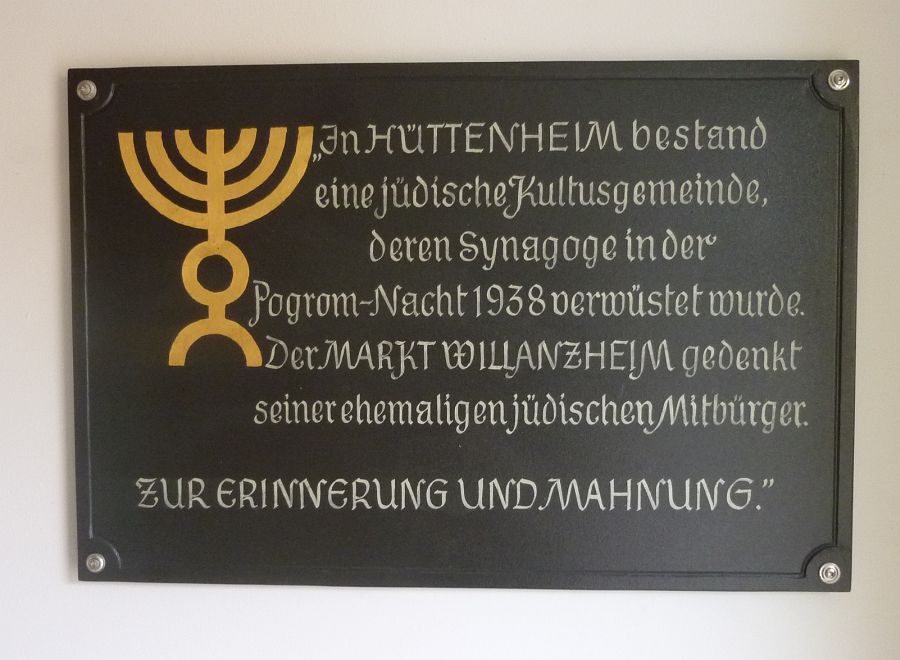 „In HÜTTENHEIM bestand
eine jüdische Kultusgemeinde,
deren Synagoge in der
Pogrom-Nacht 1938 verwüstet wurde.
Der MARKT WILLANZHEIM gedenkt
seiner ehemaligen jüdischen Mitbürger.
ZUR ERINNERUNG UND MAHNUNG.”